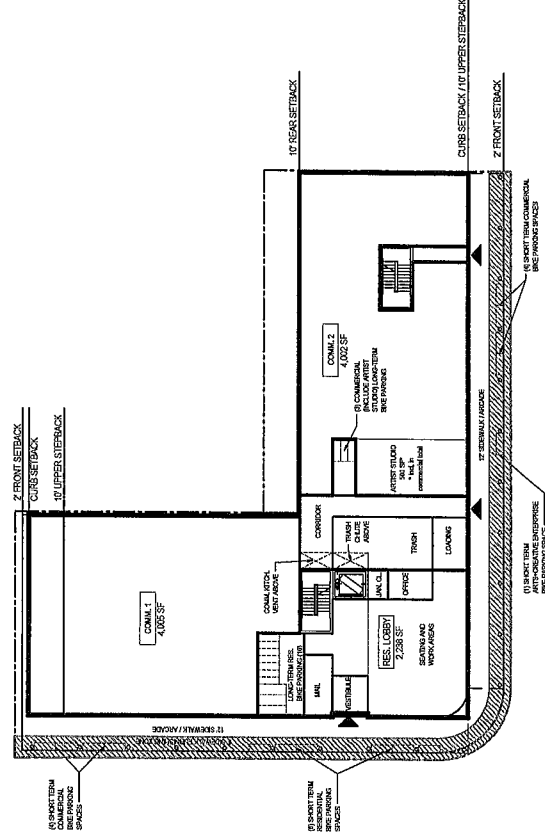 2' FRONT SETBACK
CURB SETBACK
10' UPPER STEPBACK
10' REAR SETBACK
CURB SETBACK / 10' UPPER STEPBACK
2' FRONT SETBACK
COMM. 1
4,005 SF
COMM. 2
4,002 SF
(3) COMMERCIAL
(INCLUDE ARTIST
STUDIO) LONG-TERM
BIKE PARKING
ARTIST STUDIO
* incl. in
commercial total
CORRIDOR
TRASH
CHUTE
ABOVE
COMM. KITCH.
VENT ABOVE
TRASH
LOADING
JAN. CL.
OFFICE
RES. LOBBY
2,238 SF
SEATING AND
WORK AREAS
LONG-TERM RES.
BIKE PARKING
MAIL
VESTIBULE
12' SIDEWALK / ARCADE
12' SIDEWALK / ARCADE
(4) SHORT TERM
COMMERCIAL
BIKE PARKING
SPACES
SHORT TERM
RESIDENTIAL
BIKE PARKING
SPACES
(4) SHORT TERM COMMERCIAL
BIKE PARKING SPACES
(1) SHORT TERM
ARTS+CREATIVE ENTERPRISE
BIKE PARKING SPACE